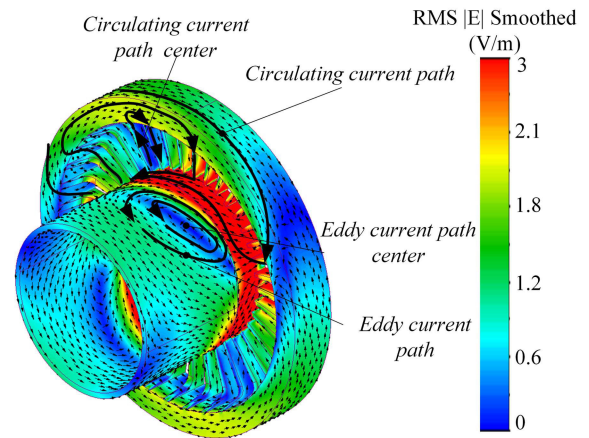 Circulating current
path center
Circulating current path
RMS |E| Smoothed
(V/m)
3
2.1
1.8
1.2
0.6
0
Eddy current path
center
Eddy current
path